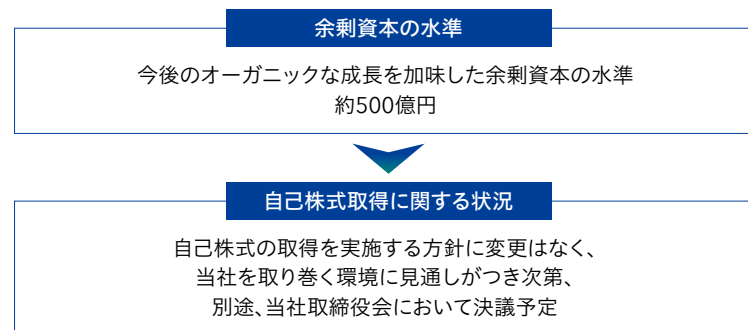 余剰資本の水準
今後のオーガニックな成長を加味した余剰資本の水準
約500億円
自己株式取得に関する状況
自己株式の取得を実施する方針に変更はなく、
当社を取り巻く環境に見通しがつき次第、
別途、当社取締役会において決議予定